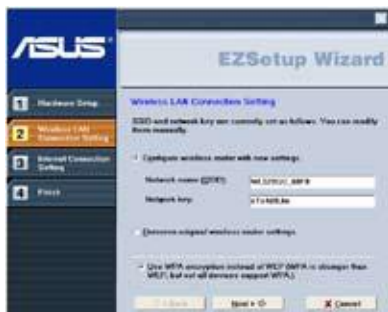 ASUS
EZSetup Wizard
1 Hardware Setup
2 Wireless LAN
Connection Setting
3 Internet Connection
Setting
4 Finish
Wireless LAN Connection Setting
SSID and network key are currently set as follows. You can modify
them manually.
Configure wireless router with new settings.
Network name (SSID):
Network key:
original wireless router settings.
Use WPA encryption instead of WEP (WPA is stronger than
WEP, but not all devices support WPA.)
Next
Cancel